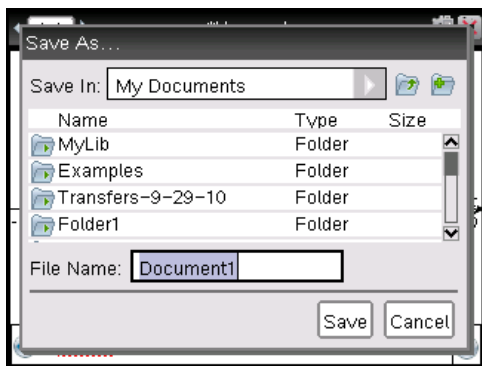 Save As...
Save In: My Documents
Name Type Size
MyLib Folder
Examples Folder
Transfers-9-29-10 Folder
Folder1 Folder
File Name: Document1
Save Cancel